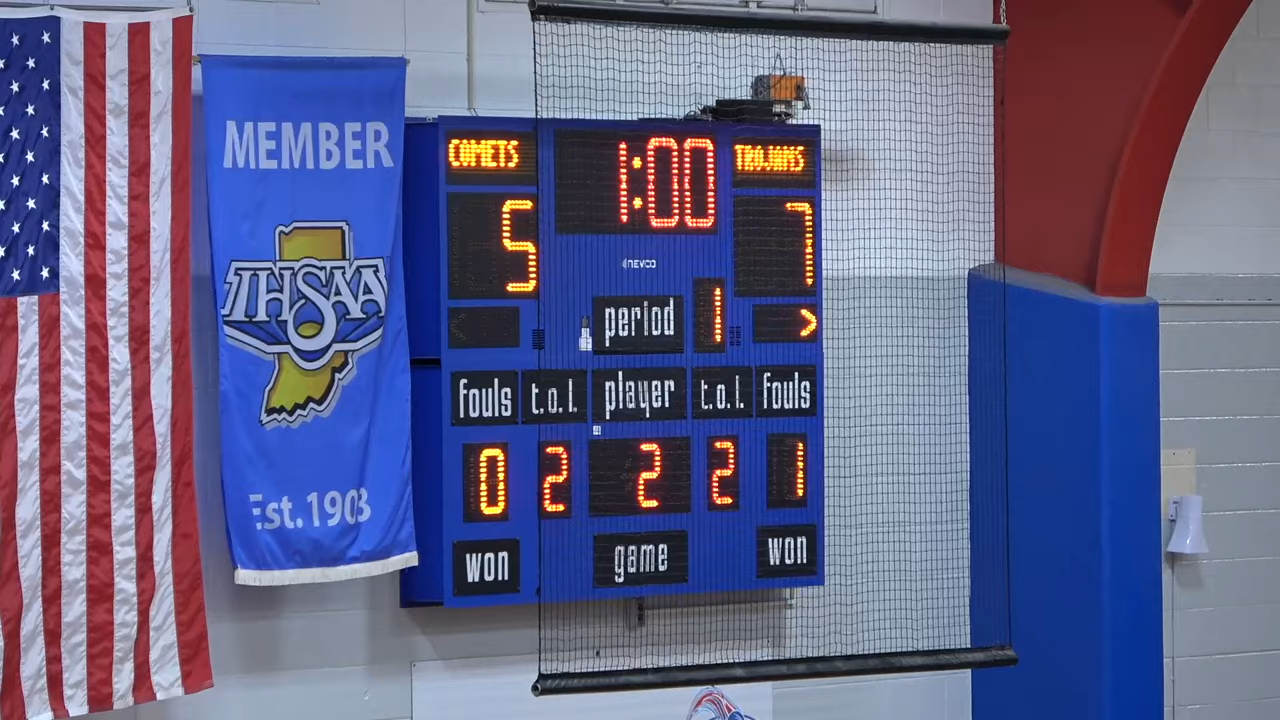 MEMBER
IHSAA
Est. 1903
COMETS
1:00
TROJANS
5
7
NEVCO
period
1
>
fouls
t.o.l.
player
t.o.l.
fouls
0
2
2
2
1
won
game
won